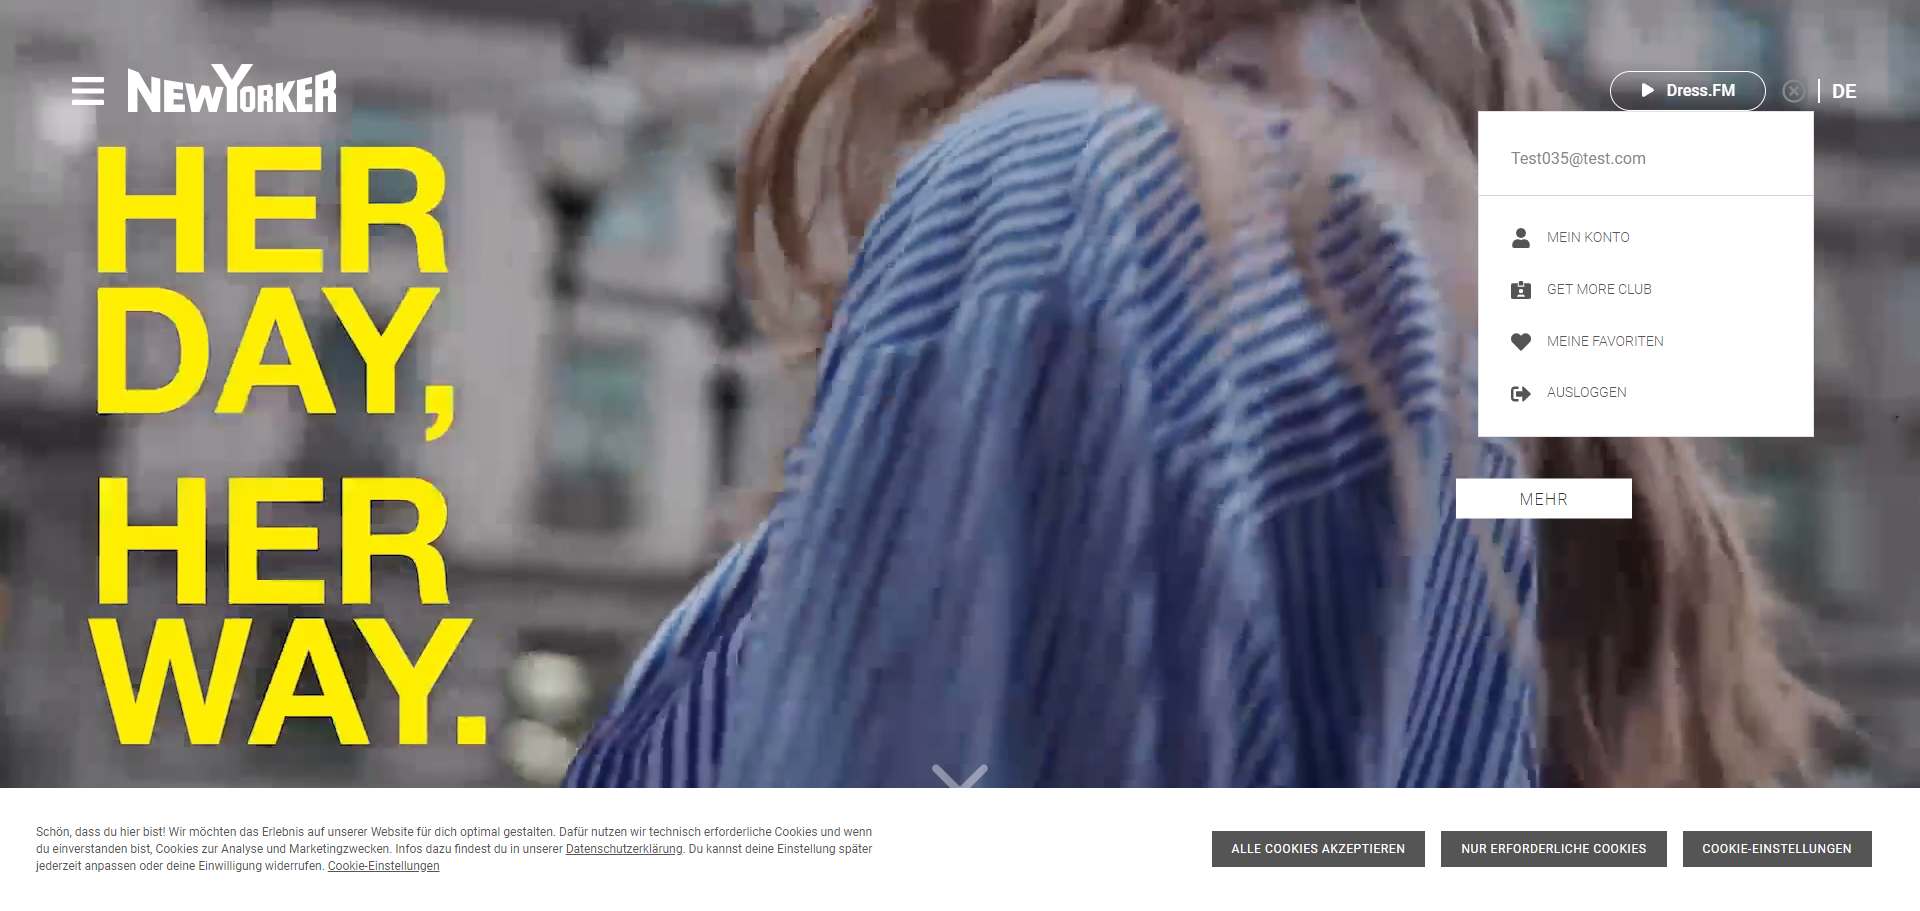 NEWYORKER
Dress.FM
DE
HER
DAY,
HER
WAY.
Test035@test.com
MEIN KONTO
GET MORE CLUB
MEINE FAVORITEN
AUSLOGGEN
MEHR
Schön, dass du hier bist! Wir möchten das Erlebnis auf unserer Website für dich optimal gestalten. Dafür nutzen wir technisch erforderliche Cookies und wenn
du einverstanden bist, Cookies zur Analyse und Marketingzwecken. Infos dazu findest du in unserer Datenschutzerklärung. Du kannst deine Einstellung später
jederzeit anpassen oder deine Einwilligung widerrufen. Cookie-Einstellungen
ALLE COOKIES AKZEPTIEREN
NUR ERFORDERLICHE COOKIES
COOKIE-EINSTELLUNGEN